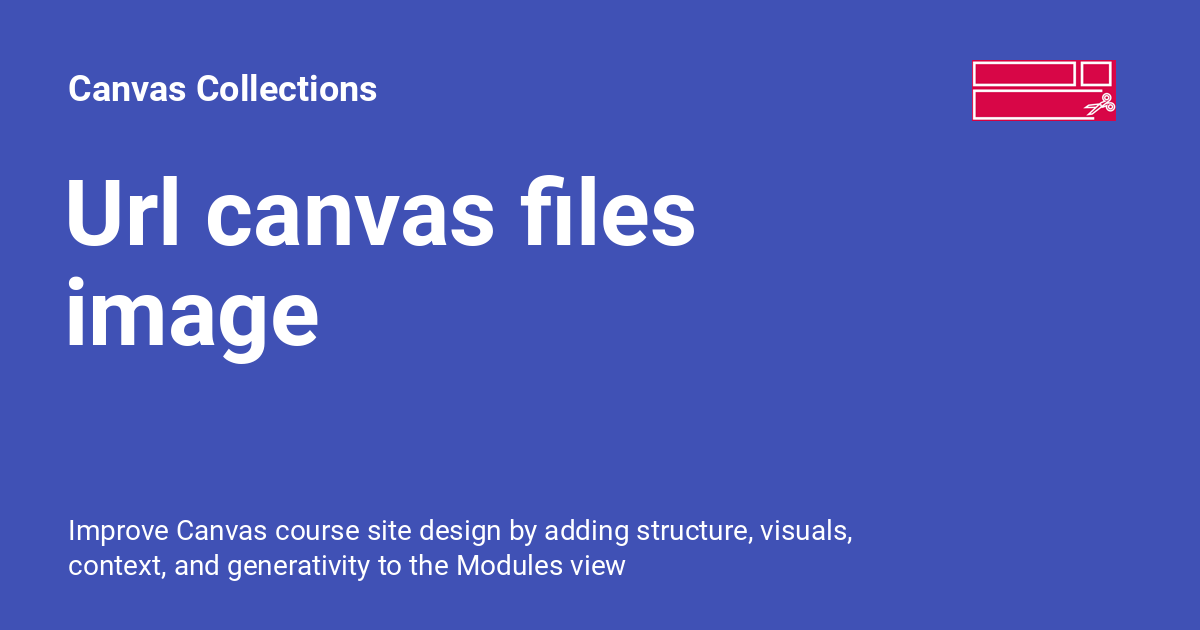 Canvas Collections
Url canvas files
image
Improve Canvas course site design by adding structure, visuals,
context, and generativity to the Modules view